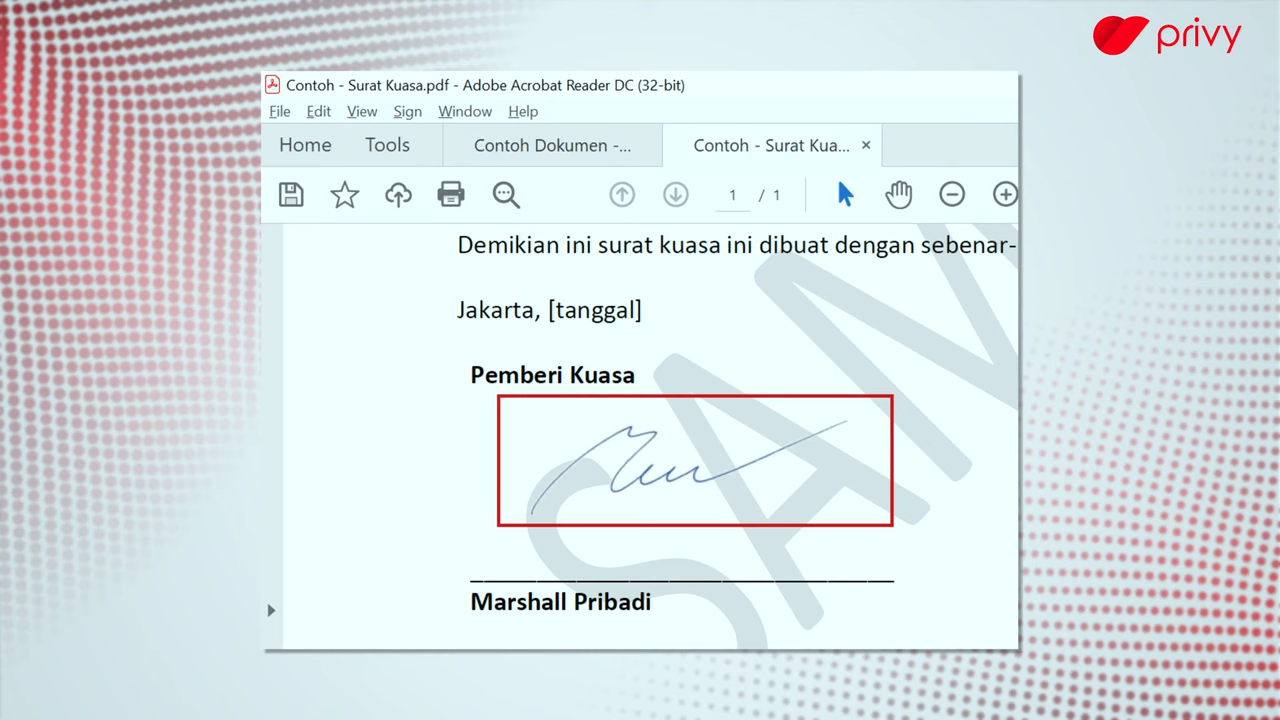 privy
Contoh - Surat Kuasa.pdf - Adobe Acrobat Reader DC (32-bit)
File Edit View Sign Window Help
Home Tools Contoh Dokumen -... Contoh - Surat Kua... ×
1 / 1
Demikian ini surat kuasa ini dibuat dengan sebenar-
Jakarta, [tanggal]
Pemberi Kuasa
SAM
Marshall Pribadi